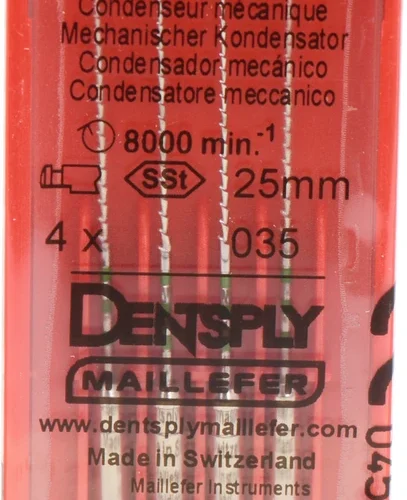 Condenseur mécanique
Mechanischer Kondensator
Condensador mecánico
Condensatore meccanico
8000 min.-1
SSt 25mm
4 x 035
DENTSPLY
MAILLEFER
www.dentsplymaillefer.com
Made in Switzerland
Maillefer Instruments